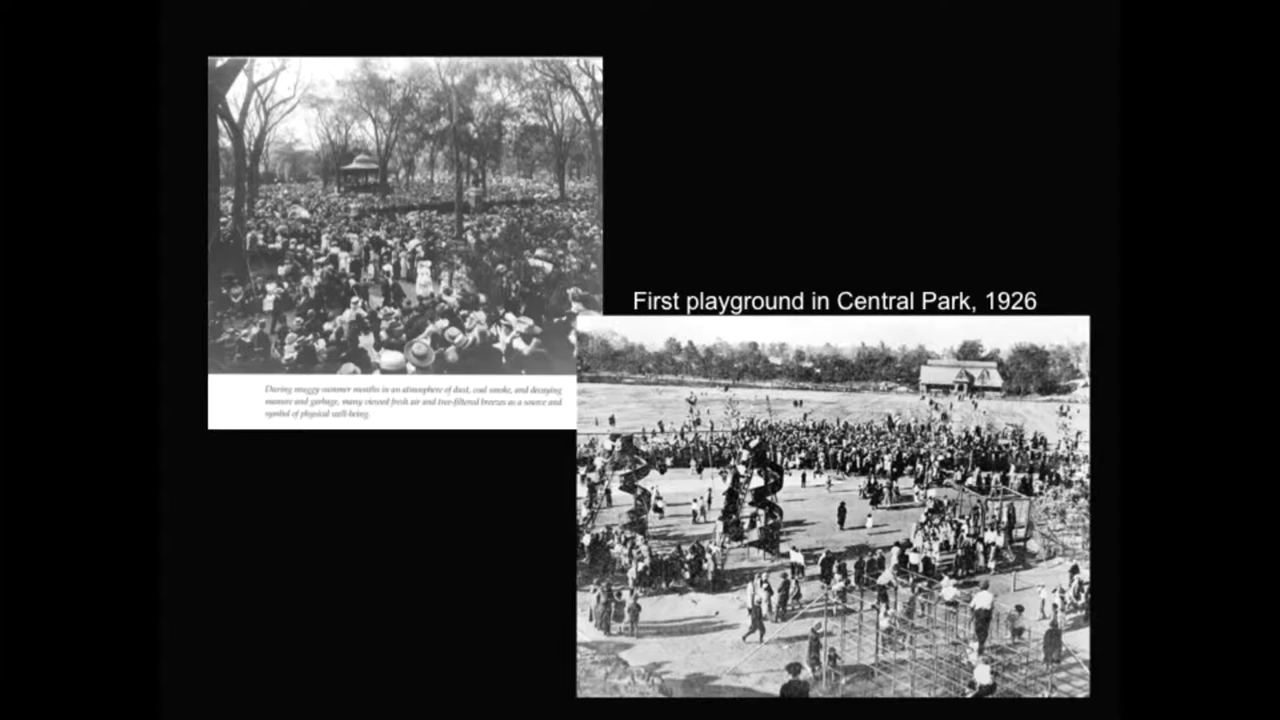 During muggy summer months in an atmosphere of dust, coal smoke, and decaying
manure and garbage, many viewed fresh air and tree-filtered breezes as a source and
symbol of physical well-being.
First playground in Central Park, 1926